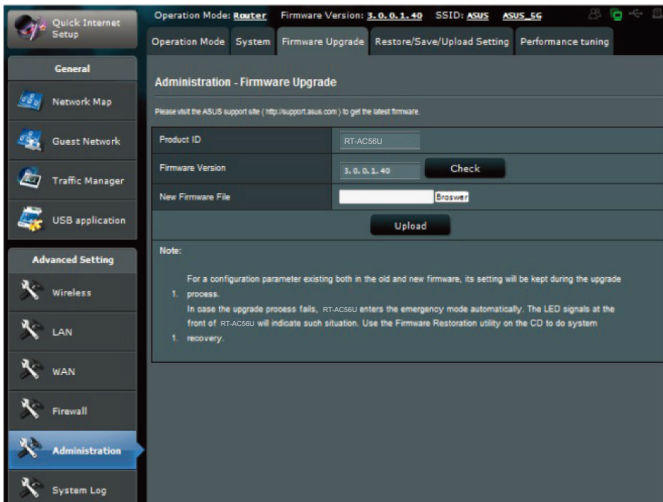 Quick Internet
Setup
Operation Mode: Router Firmware Version: 3.0.0.1.40 SSID: ASUS ASUS_5G
Operation Mode System Firmware Upgrade Restore/Save/Upload Setting Performance tuning
General
Network Map
Guest Network
Traffic Manager
USB application
Advanced Setting
Wireless
LAN
WAN
Firewall
Administration
System Log
Administration - Firmware Upgrade
Please visit the ASUS support site ( http://support.asus.com ) to get the latest firmware.
Product ID RT-AC56U
Firmware Version 3.0.0.1.40 Check
New Firmware File Broswer
Upload
Note:
For a configuration parameter existing both in the old and new firmware, its setting will be kept during the upgrade
1. process.
In case the upgrade process fails, RT-AC56U enters the emergency mode automatically. The LED signals at the
front of RT-AC56U will indicate such situation. Use the Firmware Restoration utility on the CD to do system
1. recovery.